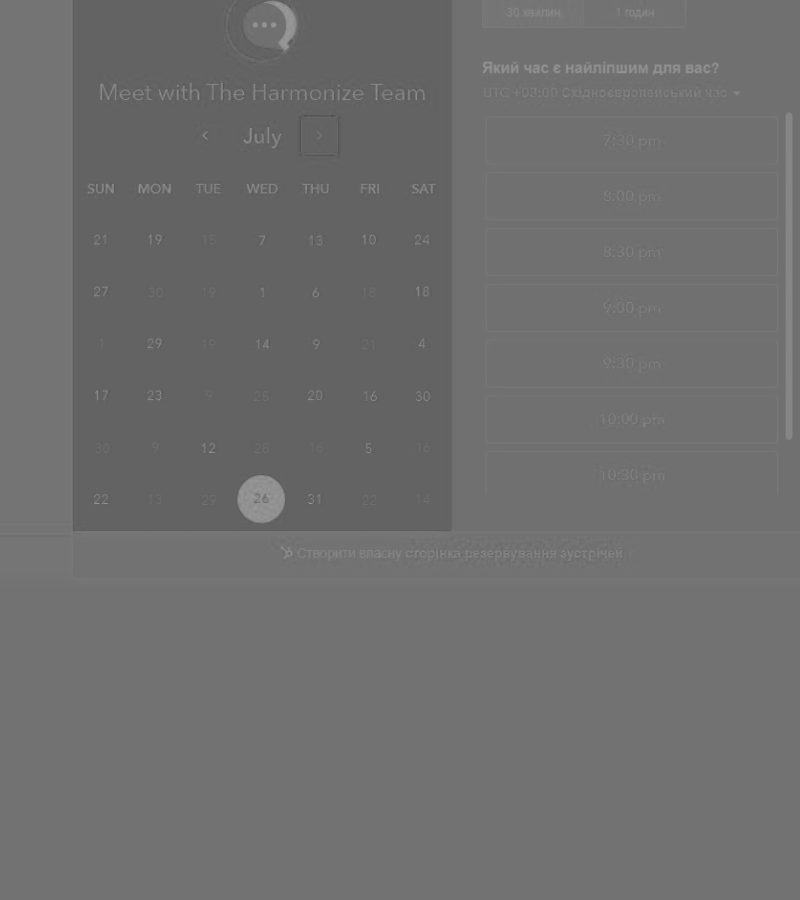 30 хвилин 1 годин
Який час є найліпшим для вас?
Meet with The Harmonize Team
UTC +03:00 Східноєвропейський час
July
7:30 pm
8:00 pm
8:30 pm
9:00 pm
9:30 pm
10:00 pm
10:30 pm
SUN MON TUE WED THU FRI SAT
21 19 15 7 13 10 24
27 30 19 1 6 18 18
1 29 19 14 9 21 4
17 23 9 25 20 16 30
30 9 12 28 16 5 16
22 13 29 26 31 22 14
Створити власну сторінка резервування зустрічей